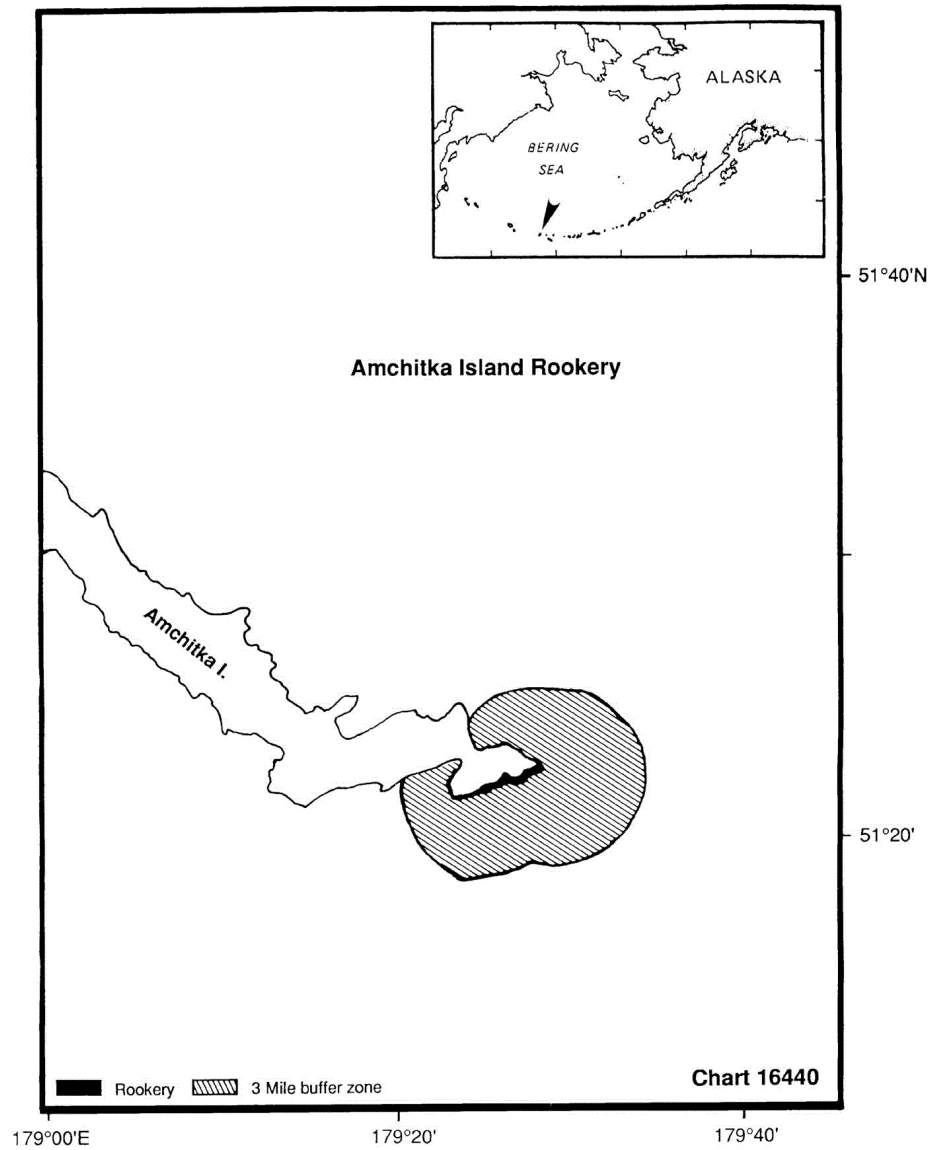 ALASKA
BERING
SEA
51°40'N
Amchitka Island Rookery
Amchitka I.
51°20'
Chart 16440
Rookery
3 Mile buffer zone
179°00'E
179°20'
179°40'